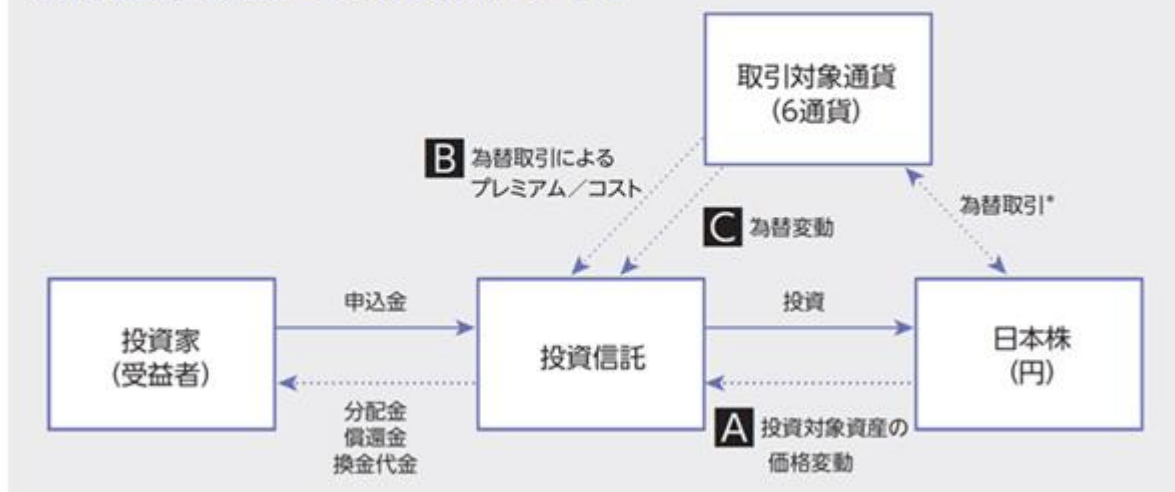 取引対象通貨
(6通貨)
B 為替取引による
プレミアム／コスト
C 為替変動
為替取引*
投資家
(受益者)
申込金
分配金
償還金
換金代金
投資信託
投資
A 投資対象資産の
価格変動
日本株
(円)